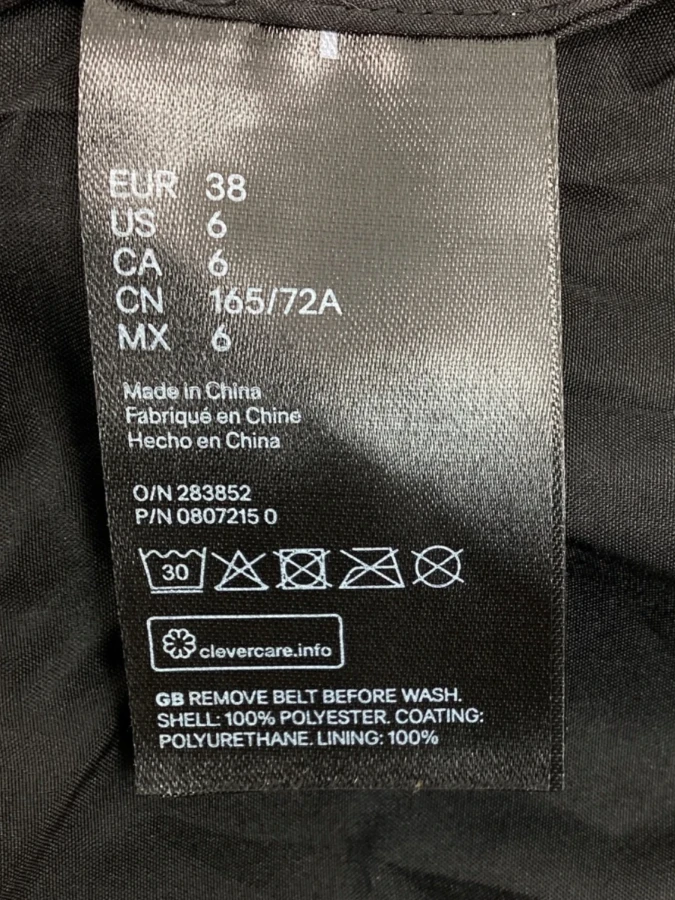 EUR 38
US 6
CA 6
CN 165/72A
MX 6
Made in China
Fabriqué en Chine
Hecho en China
O/N 283852
P/N 0807215 0
30
clevercare.info
GB REMOVE BELT BEFORE WASH.
SHELL: 100% POLYESTER. COATING:
POLYURETHANE. LINING: 100%